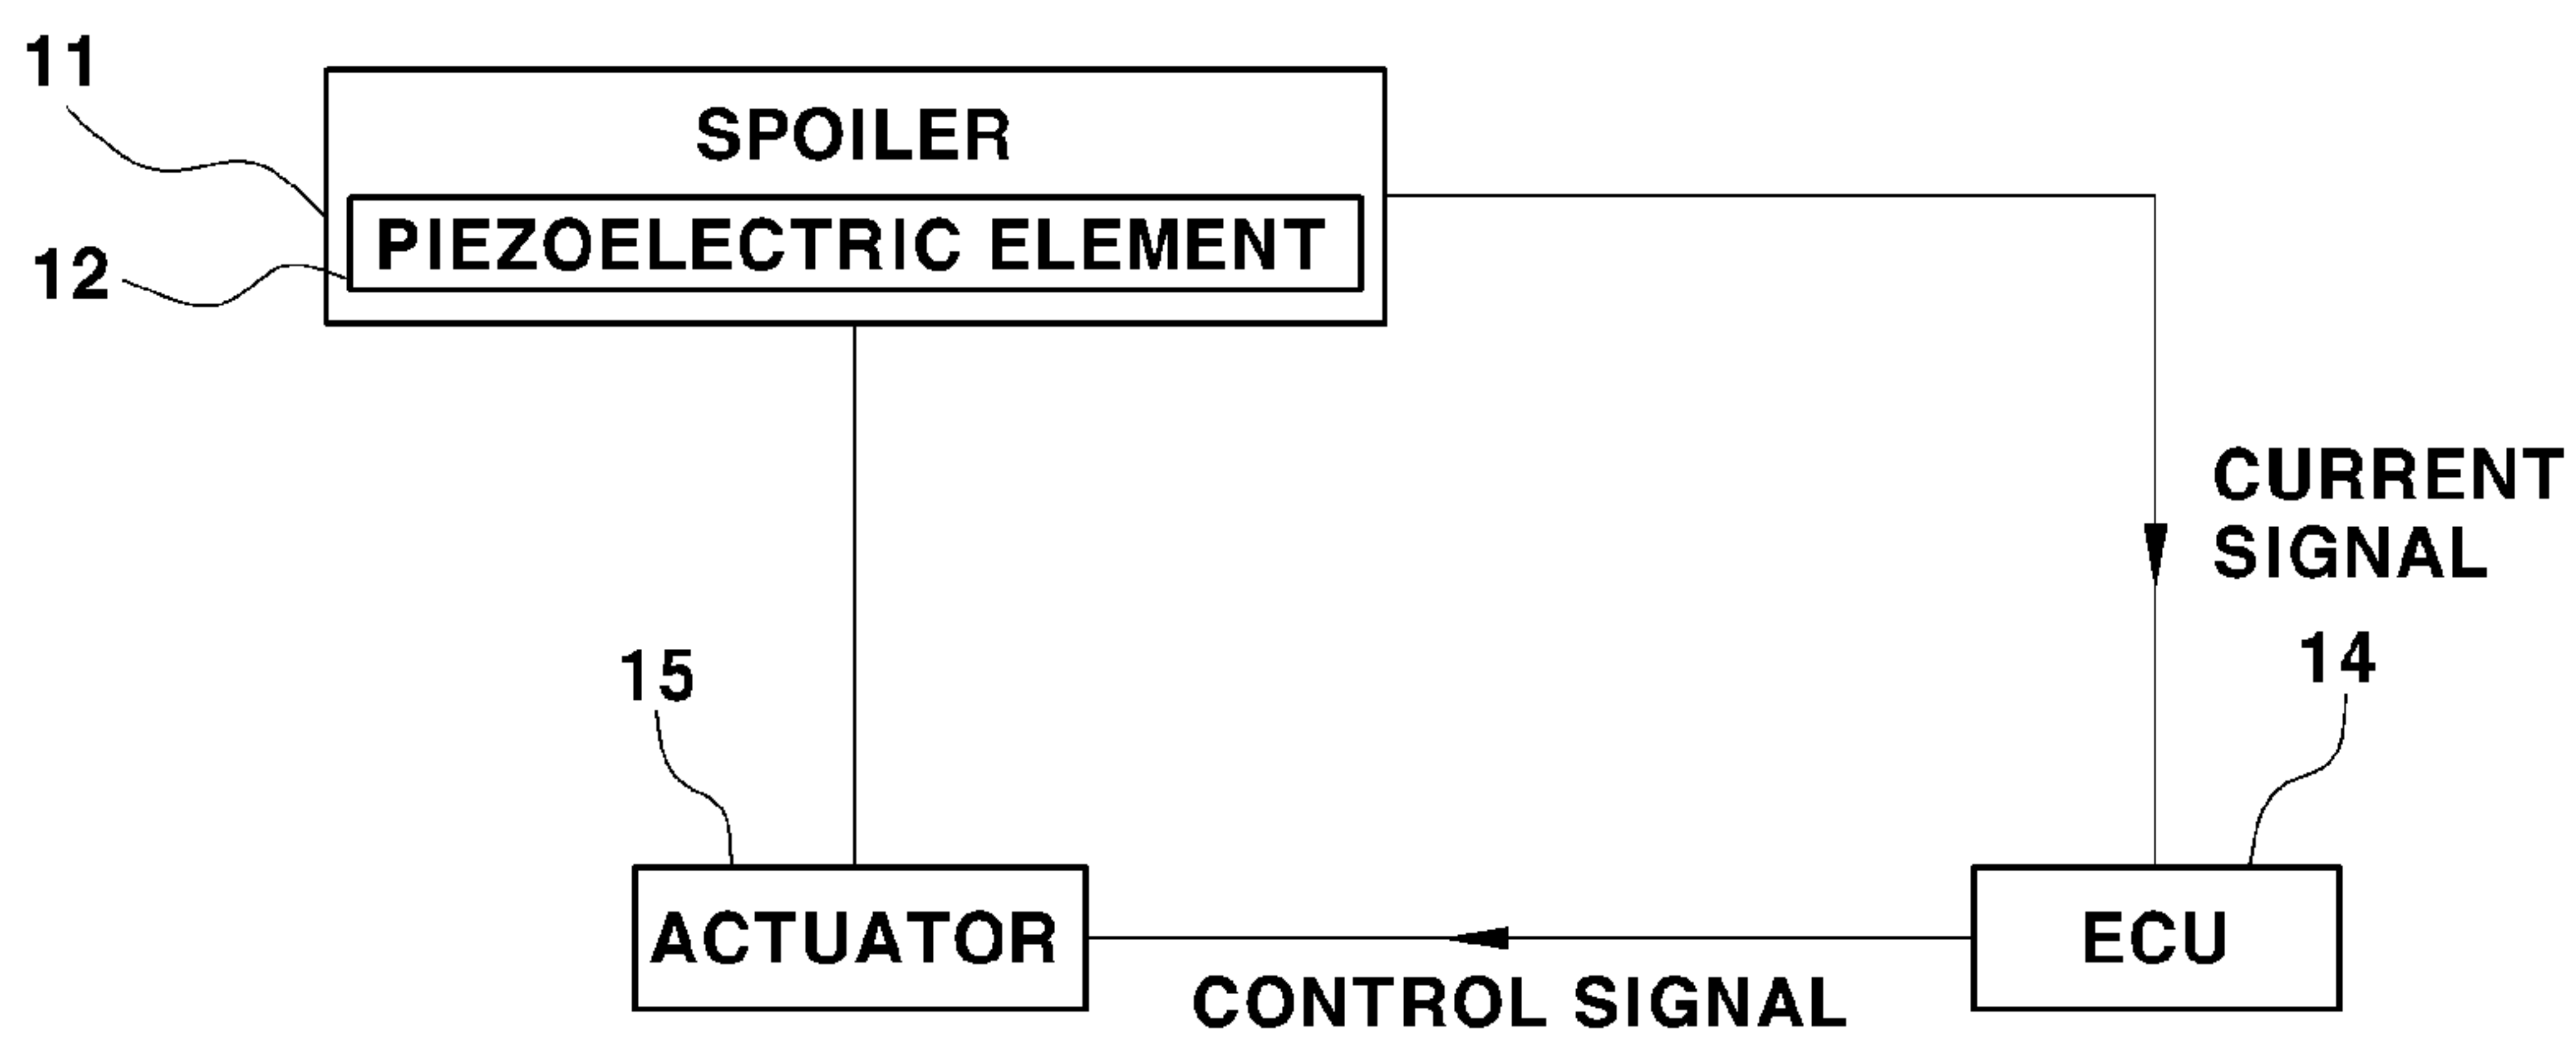 11
SPOILER
PIEZOELECTRIC ELEMENT
12
CURRENT
SIGNAL
15
14
ACTUATOR
ECU
CONTROL SIGNAL